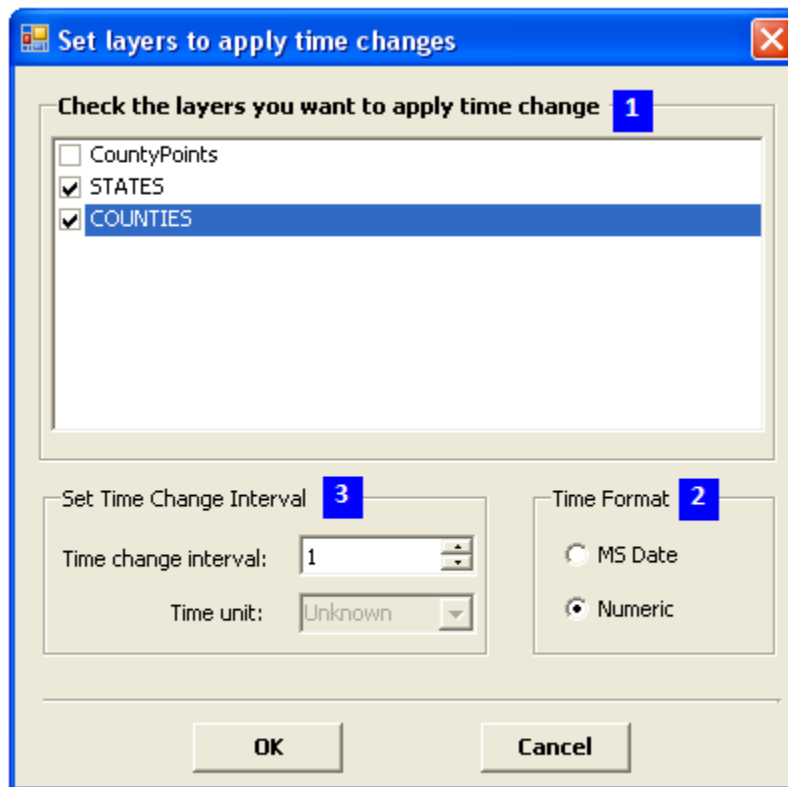 Set layers to apply time changes
Check the layers you want to apply time change 1
CountyPoints
STATES
COUNTIES
Set Time Change Interval 3
Time change interval: 1
Time unit: Unknown
Time Format 2
MS Date
Numeric
OK
Cancel